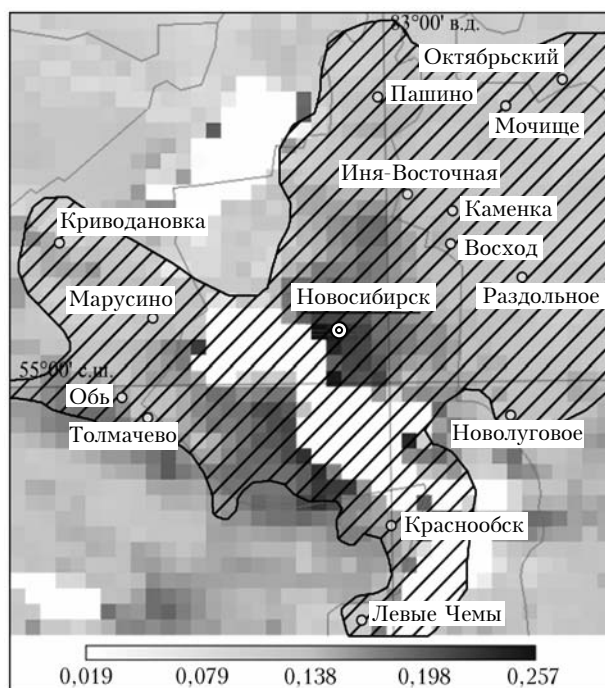 83°00' в.д.
Октябрьский
Пашино
Мочище
Иня-Восточная
Каменка
Криводановка
Восход
Марусино
Новосибирск
Раздольное
55°00' с.ш.
Обь
Толмачево
Новолуговое
Краснообск
Левые Чемы
0,019 0,079 0,138 0,198 0,257